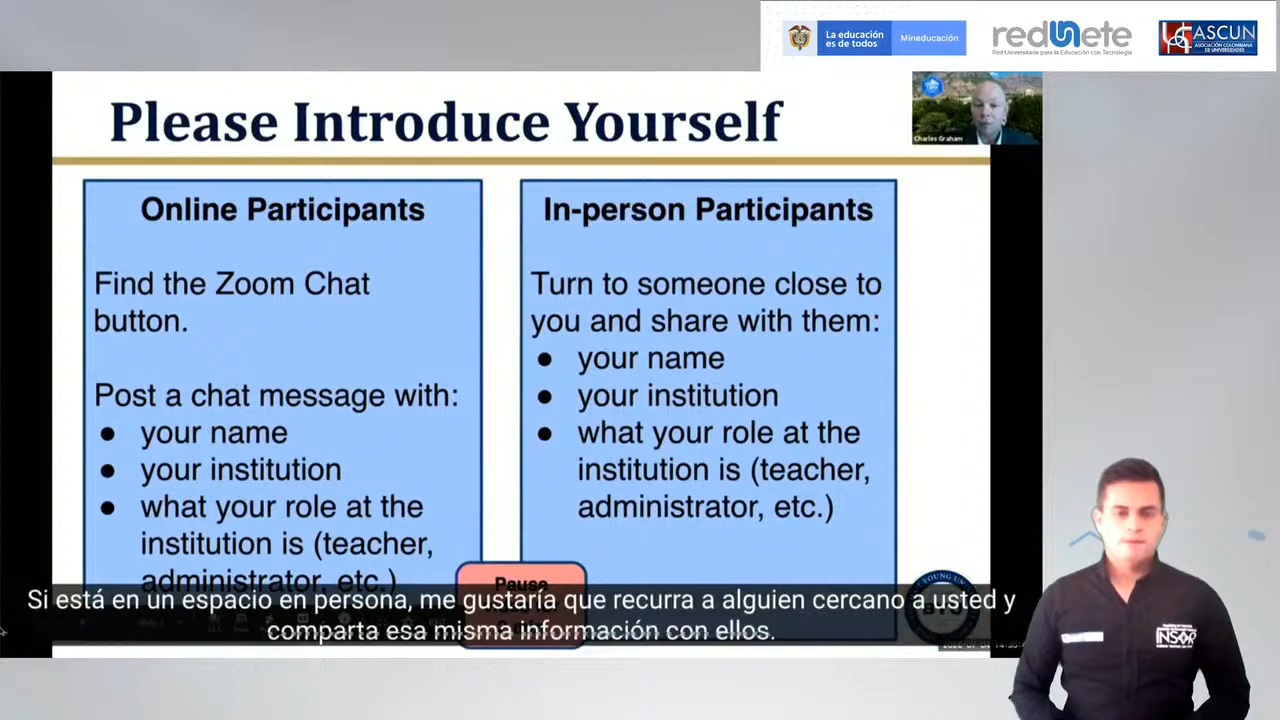 La educación
es de todos
Mineducación
redunete
Red Universitaria para la Educación con Tecnología
ASCUN
ASOCIACIÓN COLOMBIANA
DE UNIVERSIDADES
Please Introduce Yourself
Charles Graham
Online Participants
Find the Zoom Chat
button.
Post a chat message with:
● your name
● your institution
● what your role at the
institution is (teacher,
administrator, etc.)
In-person Participants
Turn to someone close to
you and share with them:
● your name
● your institution
● what your role at the
institution is (teacher,
administrator, etc.)
Pause
Si está en un espacio en persona, me gustaría que recurra a alguien cercano a usted y
comparta esa misma información con ellos.
INSOR